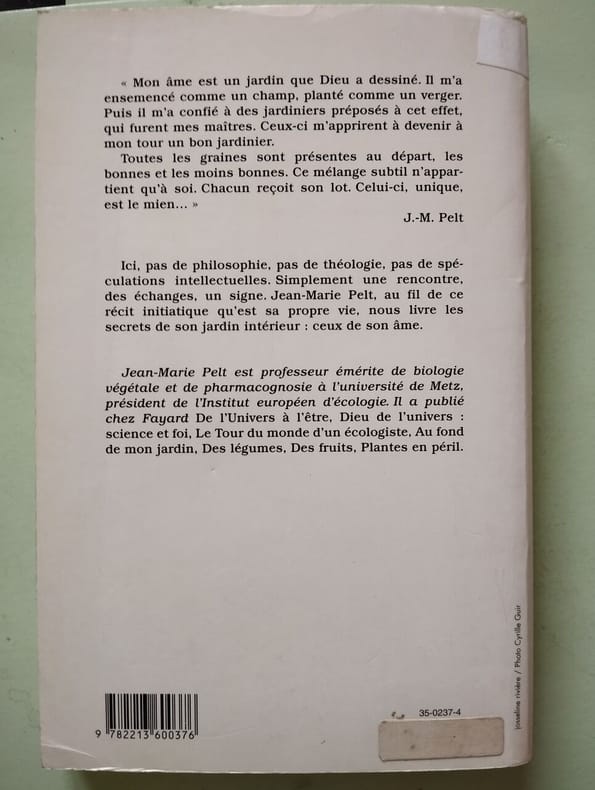 « Mon âme est un jardin que Dieu a dessiné. Il m'a
ensemencé comme un champ, planté comme un verger.
Puis il m'a confié à des jardiniers préposés à cet effet,
qui furent mes maîtres. Ceux-ci m'apprirent à devenir à
mon tour un bon jardinier.
Toutes les graines sont présentes au départ, les
bonnes et les moins bonnes. Ce mélange subtil n'appar-
tient qu'à soi. Chacun reçoit son lot. Celui-ci, unique,
est le mien... »
J.-M. Pelt
Ici, pas de philosophie, pas de théologie, pas de spé-
culations intellectuelles. Simplement une rencontre,
des échanges, un signe. Jean-Marie Pelt, au fil de ce
récit initiatique qu'est sa propre vie, nous livre les
secrets de son jardin intérieur : ceux de son âme.
Jean-Marie Pelt est professeur émérite de biologie
végétale et de pharmacognosie à l'université de Metz,
président de l'Institut européen d'écologie. Il a publié
chez Fayard De l'Univers à l'être, Dieu de l'univers :
science et foi, Le Tour du monde d'un écologiste, Au fond
de mon jardin, Des légumes, Des fruits, Plantes en péril.
josseline rivière / Photo Cyrille Guir
35-0237-4
9 782213 600376